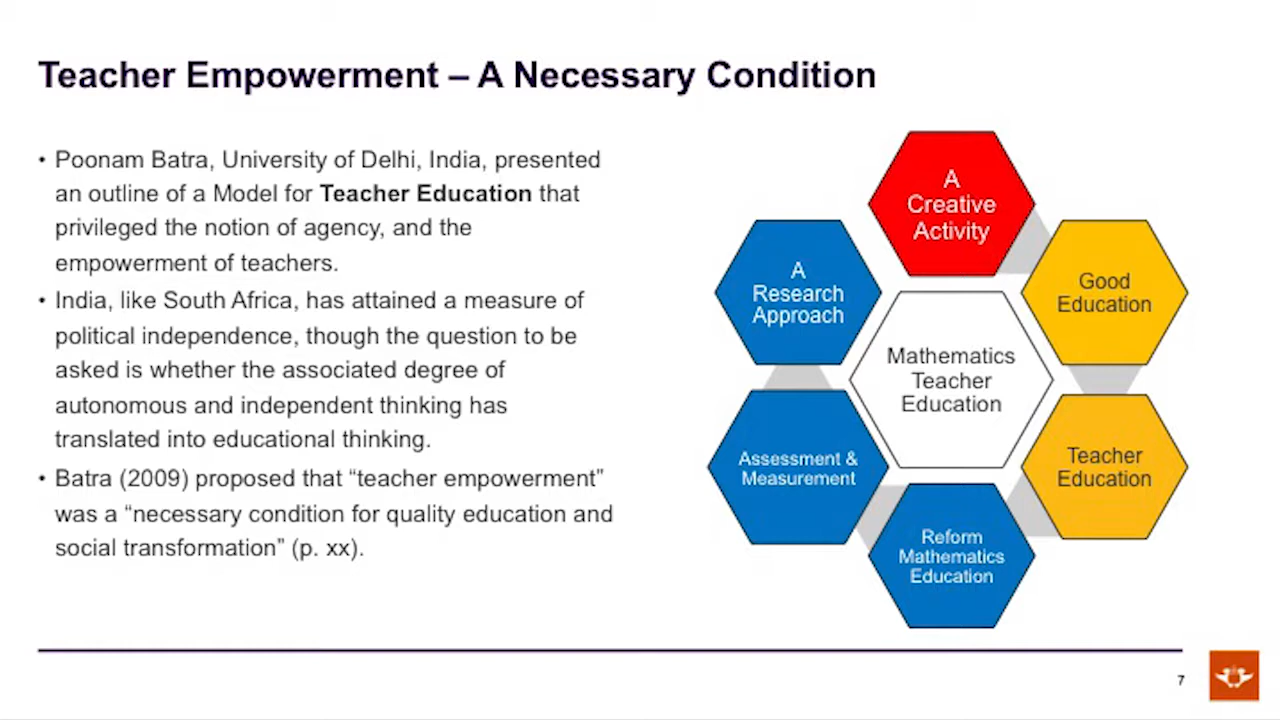 Teacher Empowerment – A Necessary Condition
• Poonam Batra, University of Delhi, India, presented
an outline of a Model for Teacher Education that
privileged the notion of agency, and the
empowerment of teachers.
• India, like South Africa, has attained a measure of
political independence, though the question to be
asked is whether the associated degree of
autonomous and independent thinking has
translated into educational thinking.
• Batra (2009) proposed that “teacher empowerment”
was a “necessary condition for quality education and
social transformation” (p. xx).
A
Creative
Activity
Good
Education
Teacher
Education
Reform
Mathematics
Education
Assessment &
Measurement
A
Research
Approach
Mathematics
Teacher
Education
7